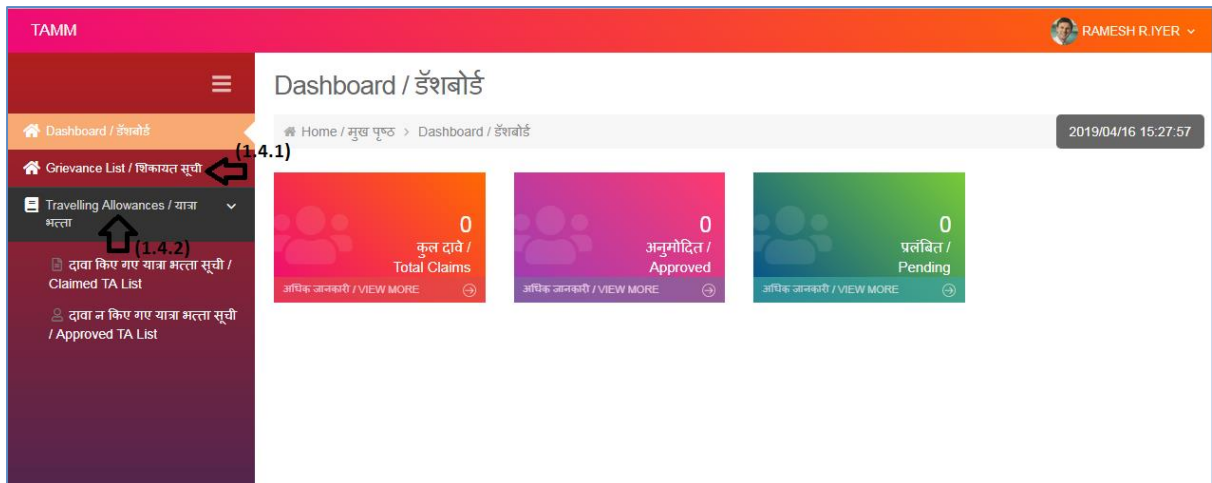 TAMM
RAMESH R.IYER
Dashboard / डॅशबोर्ड
Dashboard / डॅशबोर्ड
Home / मुख पृष्ठ > Dashboard / डॅशबोर्ड
2019/04/16 15:27:57
(1.4.1)
Grievance List / शिकायत सूची
Travelling Allowances / यात्रा
भत्ता
(1.4.2)
दावा किए गए यात्रा भत्ता सूची /
Claimed TA List
दावा न किए गए यात्रा भत्ता सूची
/ Approved TA List
0
कुल दावे /
Total Claims
अधिक जानकारी / VIEW MORE
0
अनुमोदित /
Approved
अधिक जानकारी / VIEW MORE
0
प्रलंबित /
Pending
अधिक जानकारी / VIEW MORE